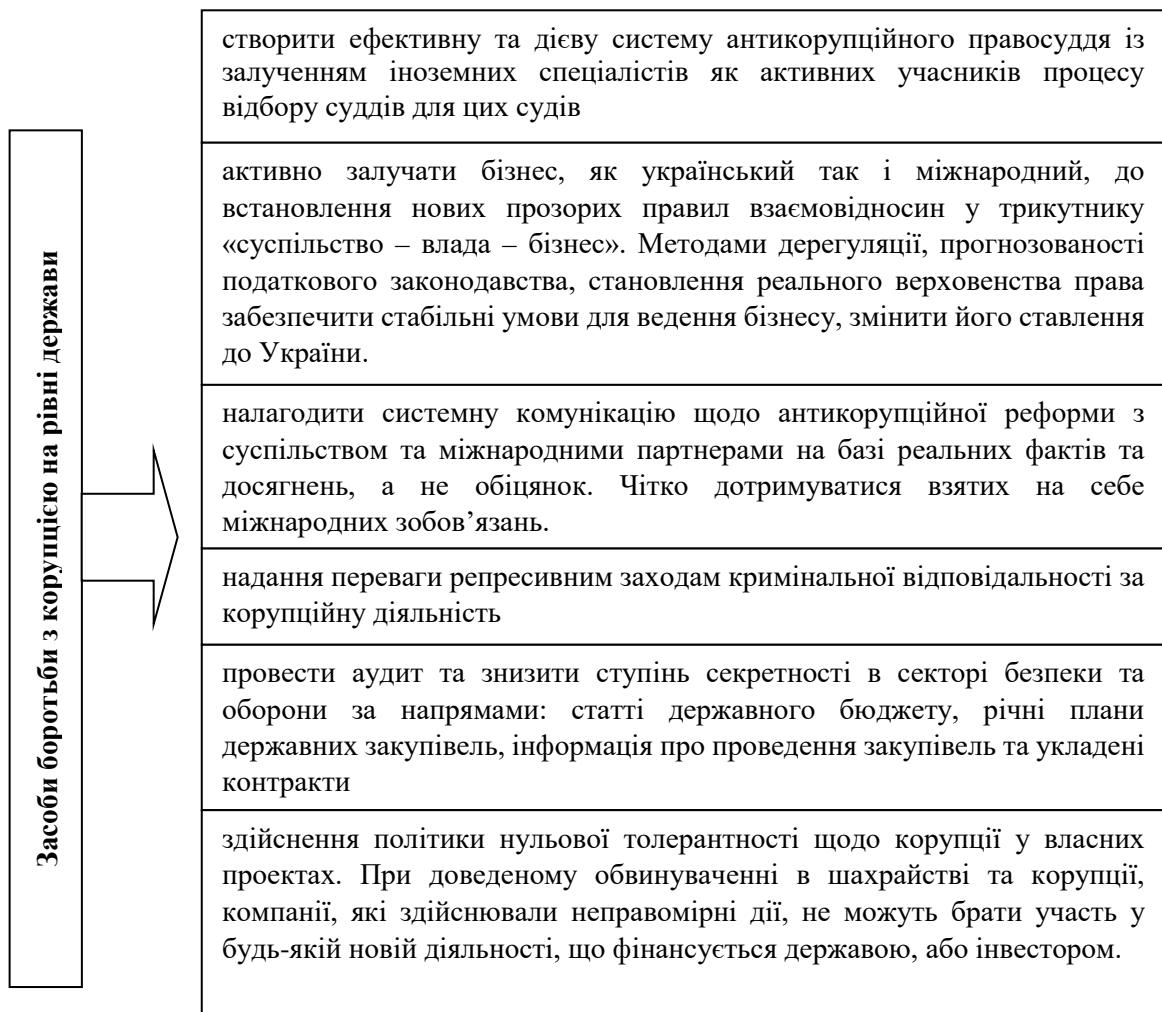 Засоби боротьби з корупцією на рівні держави
створити ефективну та дієву систему антикорупційного правосуддя із
залученням іноземних спеціалістів як активних учасників процесу
відбору суддів для цих судів
активно залучати бізнес, як український так і міжнародний, до
встановлення нових прозорих правил взаємовідносин у трикутнику
«суспільство – влада – бізнес». Методами дерегуляції, прогнозованості
податкового законодавства, становлення реального верховенства права
забезпечити стабільні умови для ведення бізнесу, змінити його ставлення
до України.
налагодити системну комунікацію щодо антикорупційної реформи з
суспільством та міжнародними партнерами на базі реальних фактів та
досягнень, а не обіцянок. Чітко дотримуватися взятих на себе
міжнародних зобов’язань.
надання переваги репресивним заходам кримінальної відповідальності за
корупційну діяльність
провести аудит та знизити ступінь секретності в секторі безпеки та
оборони за напрямами: статті державного бюджету, річні плани
державних закупівель, інформація про проведення закупівель та укладені
контракти
здійснення політики нульової толерантності щодо корупції у власних
проектах. При доведеному обвинуваченні в шахрайстві та корупції,
компанії, які здійснювали неправомірні дії, не можуть брати участь у
будь-якій новій діяльності, що фінансується державою, або інвестором.